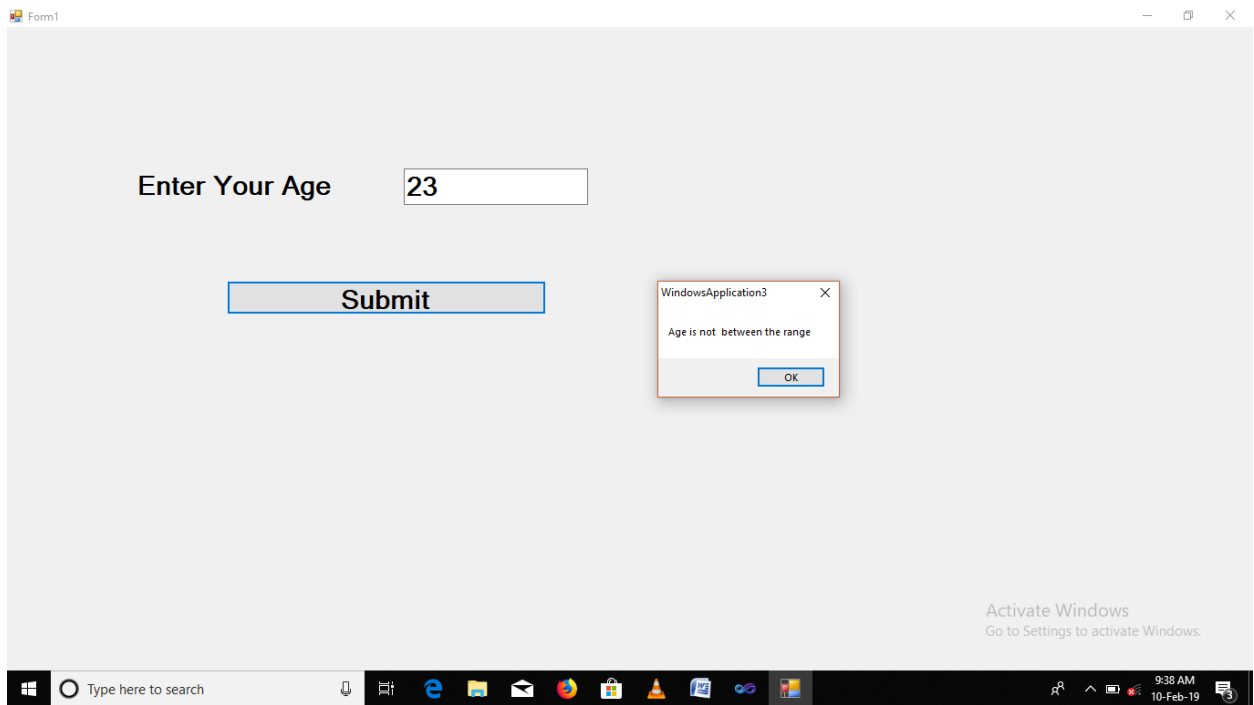 Form1
Enter Your Age
23
Submit
WindowsApplication3
Age is not  between the range
OK
Activate Windows
Go to Settings to activate Windows.
Type here to search
9:38 AM
10-Feb-19
3